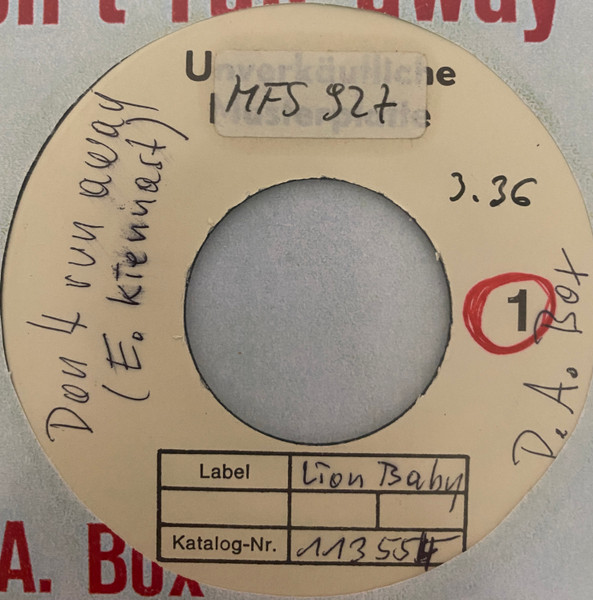 n't run away
Unverkäufliche
Musterplatte
MFS 927
Don't run away
(E. Kiennast)
3.36
1
D.A. Box
Label Lion Baby
Katalog-Nr. 113554
A. Box